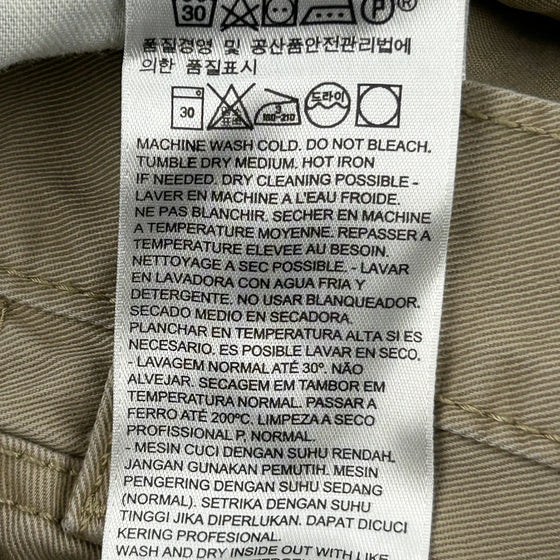 30 P ®
품질경영 및 공산품안전관리법에
의한 품질표시
30 3 180-210 드라이
MACHINE WASH COLD. DO NOT BLEACH.
TUMBLE DRY MEDIUM. HOT IRON
IF NEEDED. DRY CLEANING POSSIBLE -
LAVER EN MACHINE A L'EAU FROIDE.
NE PAS BLANCHIR. SECHER EN MACHINE
A TEMPERATURE MOYENNE. REPASSER A
TEMPERATURE ELEVEE AU BESOIN.
NETTOYAGE A SEC POSSIBLE. - LAVAR
EN LAVADORA CON AGUA FRIA Y
DETERGENTE. NO USAR BLANQUEADOR.
SECADO MEDIO EN SECADORA.
PLANCHAR EN TEMPERATURA ALTA SI ES
NECESARIO. ES POSIBLE LAVAR EN SECO.
- LAVAGEM NORMAL ATÉ 30º. NÃO
ALVEJAR. SECAGEM EM TAMBOR EM
TEMPERATURA NORMAL. PASSAR A
FERRO ATÉ 200ºC. LIMPEZA A SECO
PROFISSIONAL P, NORMAL.
- MESIN CUCI DENGAN SUHU RENDAH.
JANGAN GUNAKAN PEMUTIH. MESIN
PENGERING DENGAN SUHU SEDANG
(NORMAL). SETRIKA DENGAN SUHU
TINGGI JIKA DIPERLUKAN. DAPAT DICUCI
KERING PROFESIONAL.
WASH AND DRY INSIDE OUT WITH LIKE